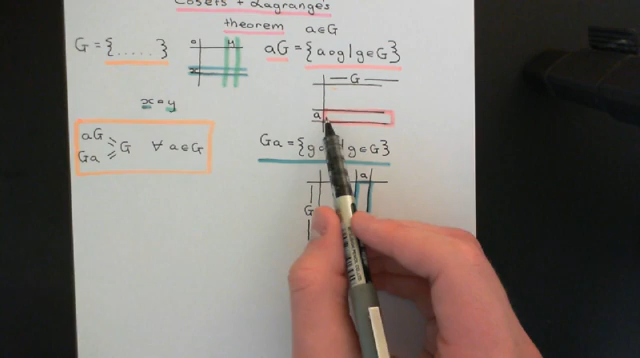 Cosets + Lagrange's
theorem
a∈G
G = {.....}
aG = {a∘g | g∈G}
G
x∘y
a
aG
Ga
= G ∀ a∈G
Ga = {g | g∈G}
a
G